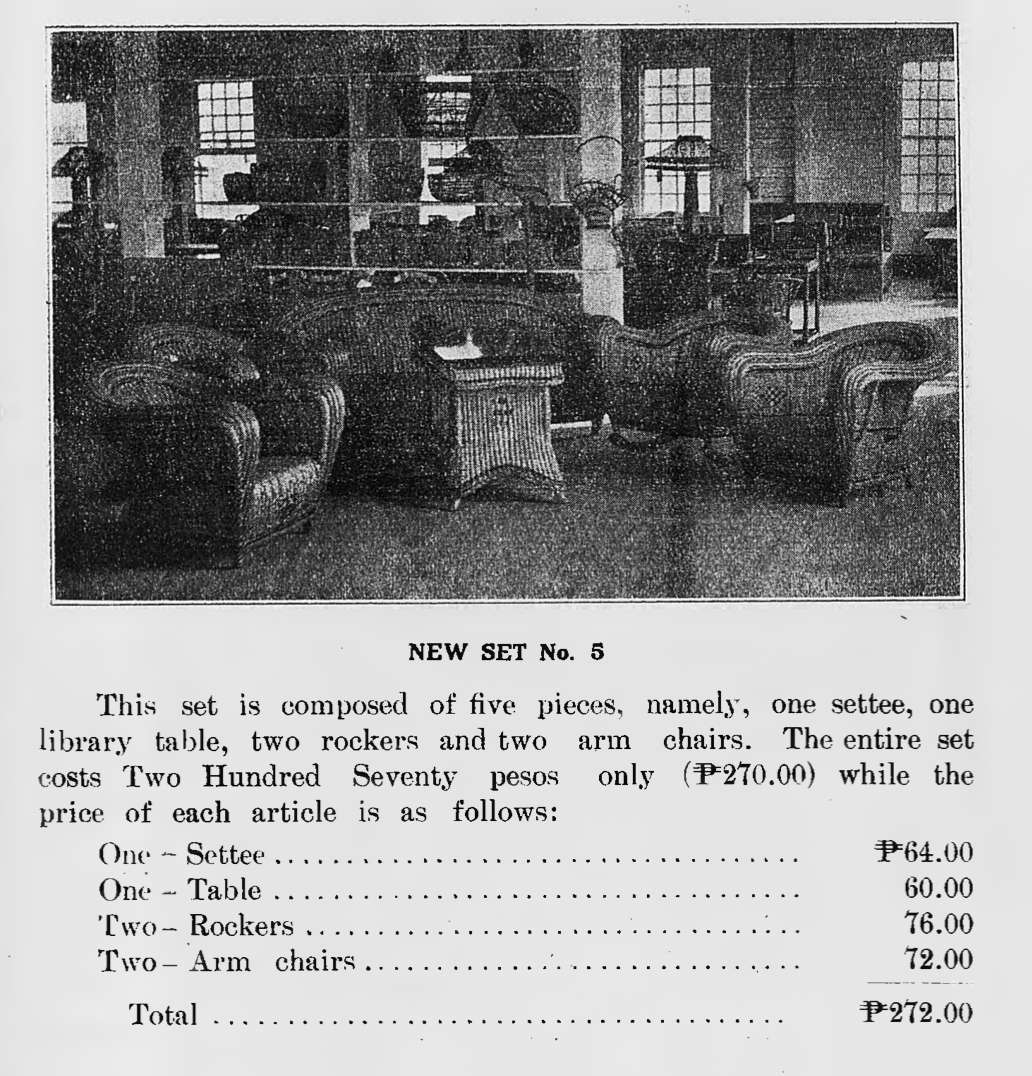 NEW SET No. 5
This set is composed of five pieces, namely, one settee, one
library table, two rockers and two arm chairs. The entire set
costs Two Hundred Seventy pesos only (₱270.00) while the
price of each article is as follows:
One – Settee ........................................ ₱64.00
One – Table ........................................ 60.00
Two – Rockers ...................................... 76.00
Two – Arm chairs .................................. 72.00
Total ........................................ ₱272.00